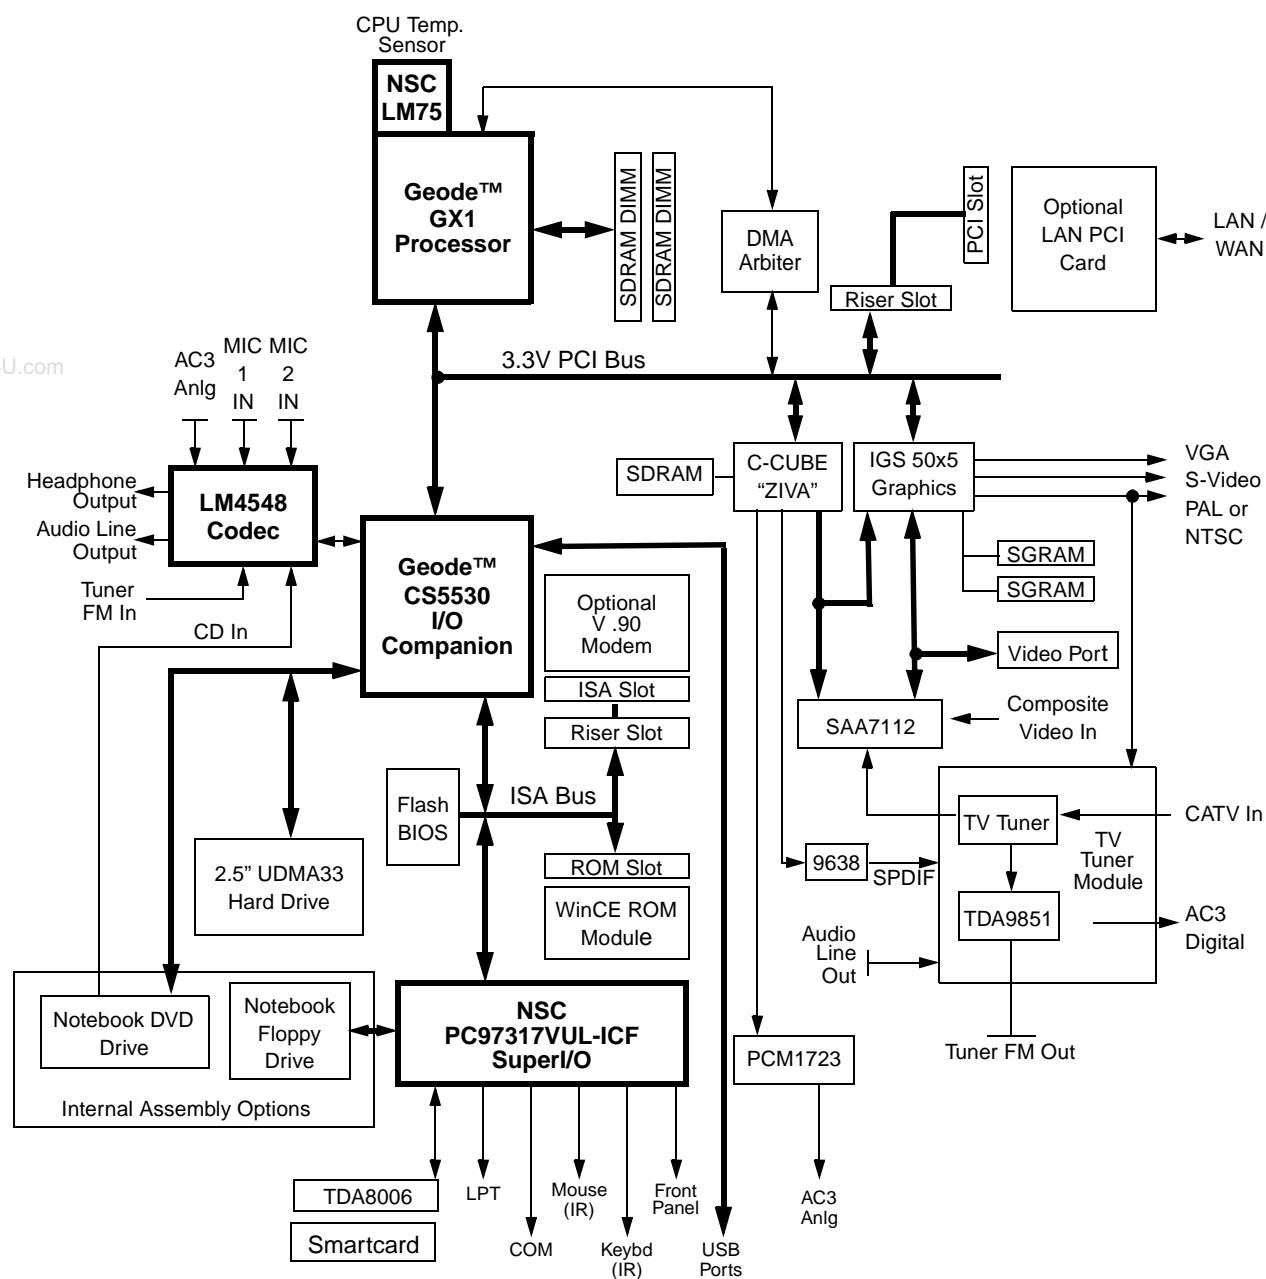 CPU Temp.
Sensor
NSC
LM75
Geode™
GX1
Processor
SDRAM DIMM
SDRAM DIMM
DMA
Arbiter
PCI Slot
Riser Slot
Optional
LAN PCI
Card
LAN /
WAN
3.3V PCI Bus
U.com
AC3
Anlg
MIC
1
IN
MIC
2
IN
Headphone
Output
Audio Line
Output
LM4548
Codec
Tuner
FM In
CD In
SDRAM
C-CUBE
“ZIVA”
IGS 50x5
Graphics
VGA
S-Video
PAL or
NTSC
SGRAM
SGRAM
Geode™
CS5530
I/O
Companion
Optional
V .90
Modem
ISA Slot
Riser Slot
Video Port
SAA7112
Composite
Video In
Flash
BIOS
ISA Bus
2.5” UDMA33
Hard Drive
ROM Slot
WinCE ROM
Module
9638
SPDIF
TV Tuner
TV
Tuner
Module
CATV In
TDA9851
AC3
Digital
Audio
Line
Out
Tuner FM Out
Notebook DVD
Drive
Notebook
Floppy
Drive
Internal Assembly Options
NSC
PC97317VUL-ICF
SuperI/O
PCM1723
TDA8006
Smartcard
LPT
COM
Mouse
(IR)
Keybd
(IR)
Front
Panel
USB
Ports
AC3
Anlg